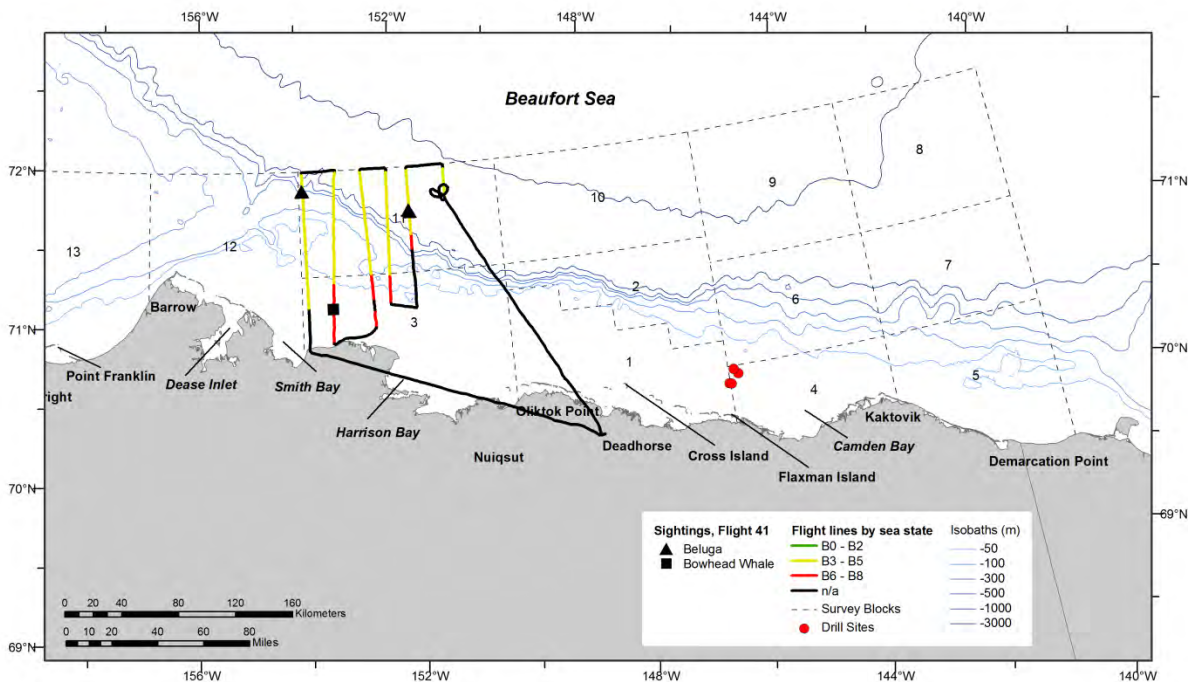 156°W 152°W 148°W 144°W 140°W
Beaufort Sea
72°N
71°N
71°N
70°N
70°N
69°N
69°N
8
9
10
11
12
13
7
2
6
3
1
4
5
Barrow
Point Franklin
Dease Inlet
Smith Bay
right
Harrison Bay
Oliktok Point
Nuiqsut
Deadhorse
Cross Island
Flaxman Island
Camden Bay
Kaktovik
Demarcation Point
Sightings, Flight 41
Beluga
Bowhead Whale
Flight lines by sea state
B0 - B2
B3 - B5
B6 - B8
n/a
Survey Blocks
Drill Sites
Isobaths (m)
-50
-100
-300
-500
-1000
-3000
0 20 40 80 120 160
Kilometers
0 10 20 40 60 80
Miles
156°W 152°W 148°W 144°W 140°W